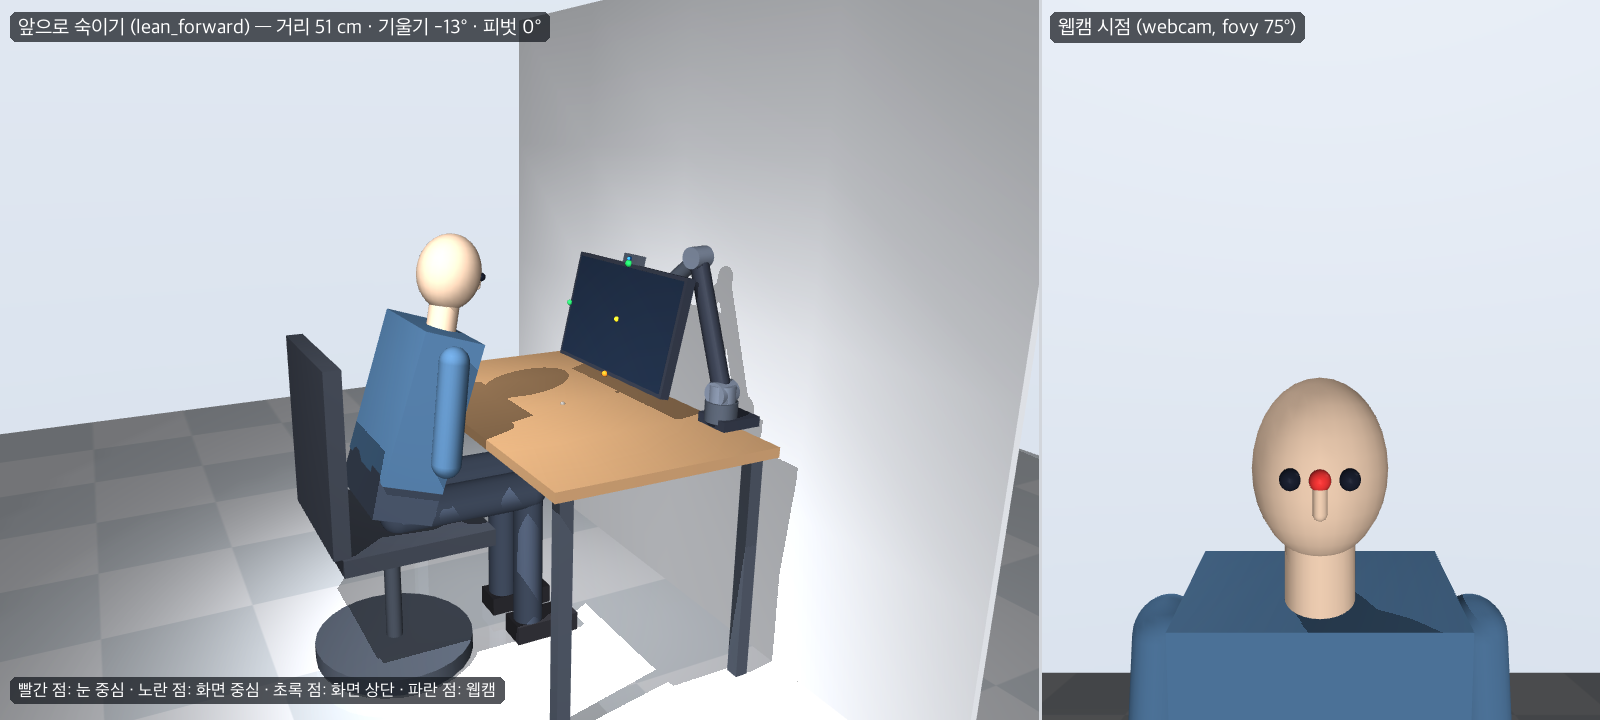 앞으로 숙이기 (lean_forward) — 거리 51 cm · 기울기 -13° · 피벗 0°
웹캠 시점 (webcam, fovy 75°)
빨간 점: 눈 중심 · 노란 점: 화면 중심 · 초록 점: 화면 상단 · 파란 점: 웹캠